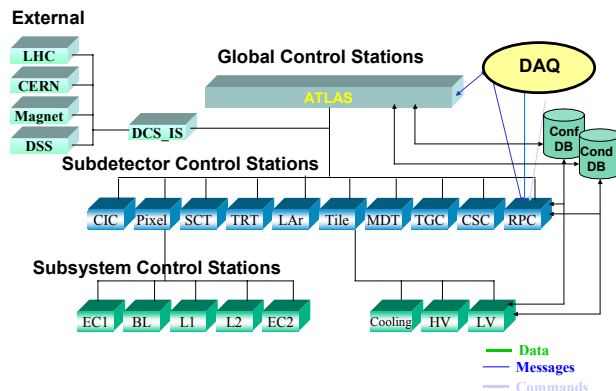 External
LHC
CERN
Magnet
DSS
DCS_IS
Global Control Stations
ATLAS
DAQ
Conf
DB
Cond
DB
Subdetector Control Stations
CIC
Pixel
SCT
TRT
LAr
Tile
MDT
TGC
CSC
RPC
Subsystem Control Stations
EC1
BL
L1
L2
EC2
Cooling
HV
LV
Data
Messages
Commands